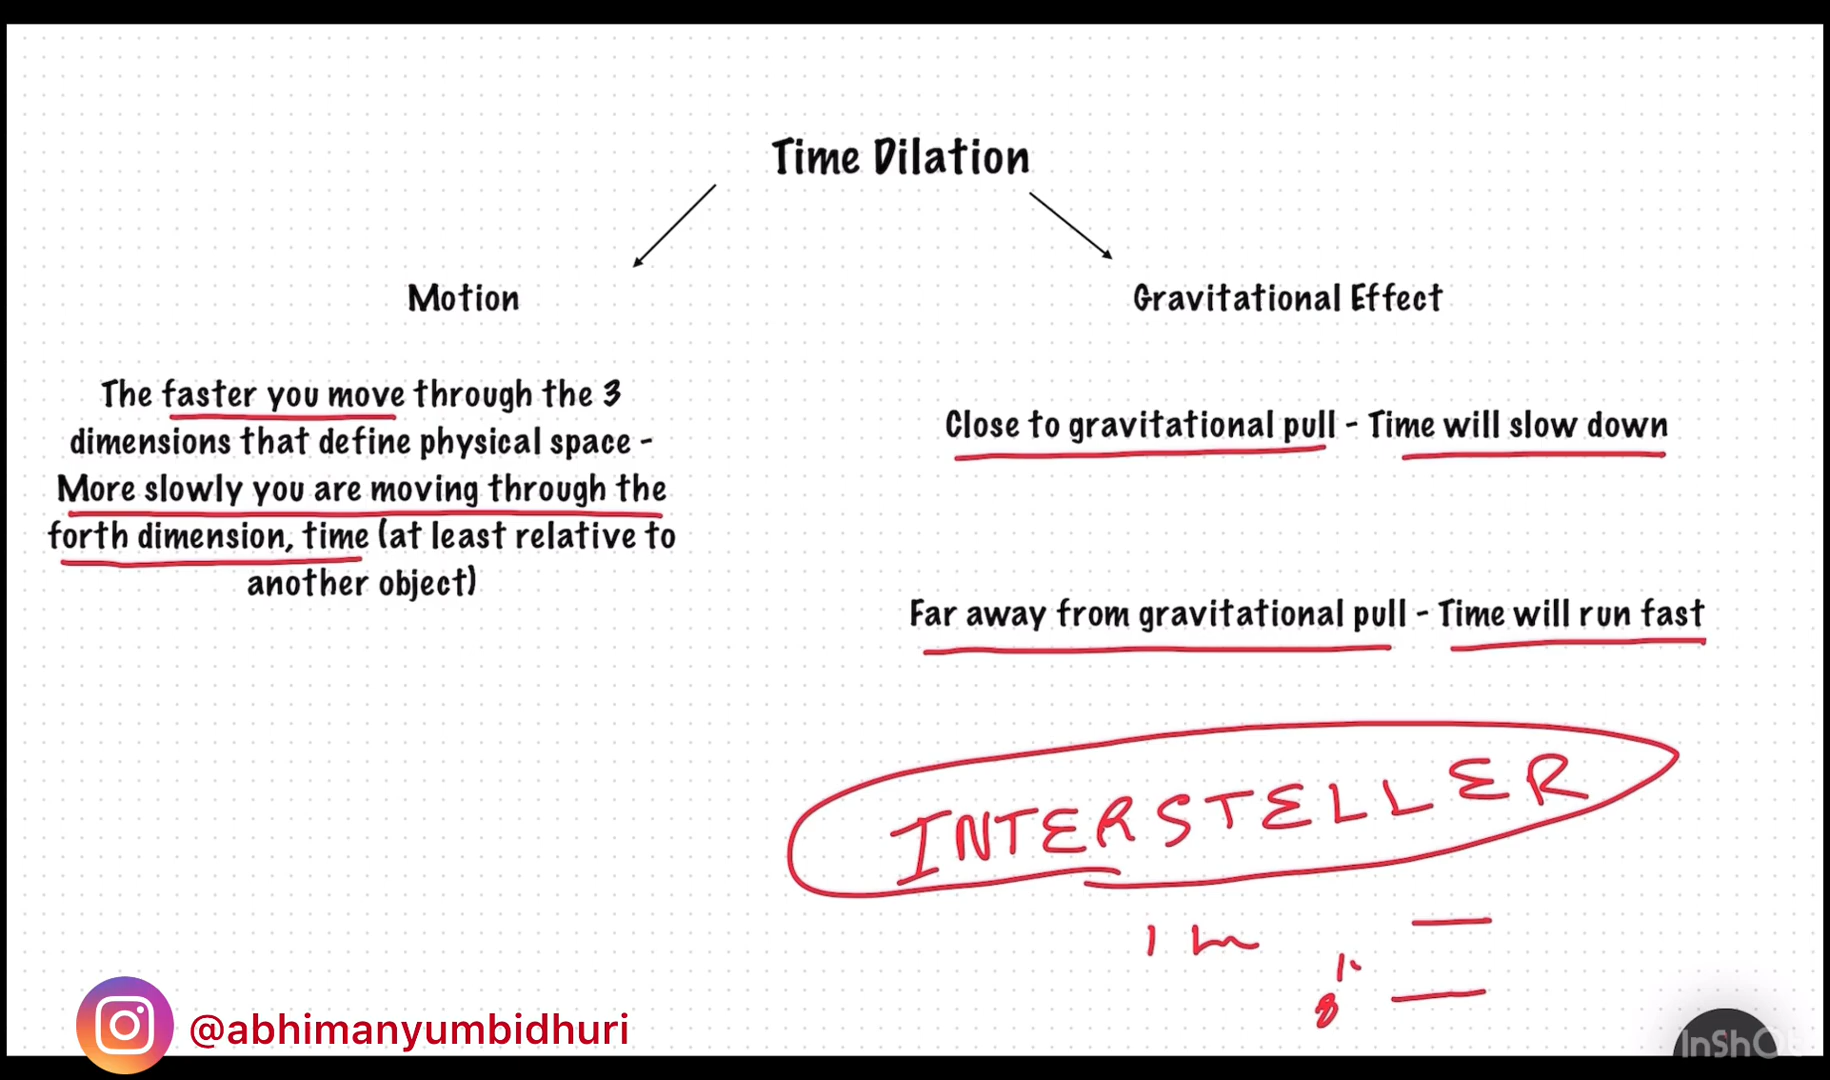 Time Dilation
Motion
Gravitational Effect
The faster you move through the 3
dimensions that define physical space -
More slowly you are moving through the
forth dimension, time (at least relative to
another object)
Close to gravitational pull - Time will slow down
Far away from gravitational pull - Time will run fast
INTERSTELLER
@abhimanyumbidhuri
InShOt